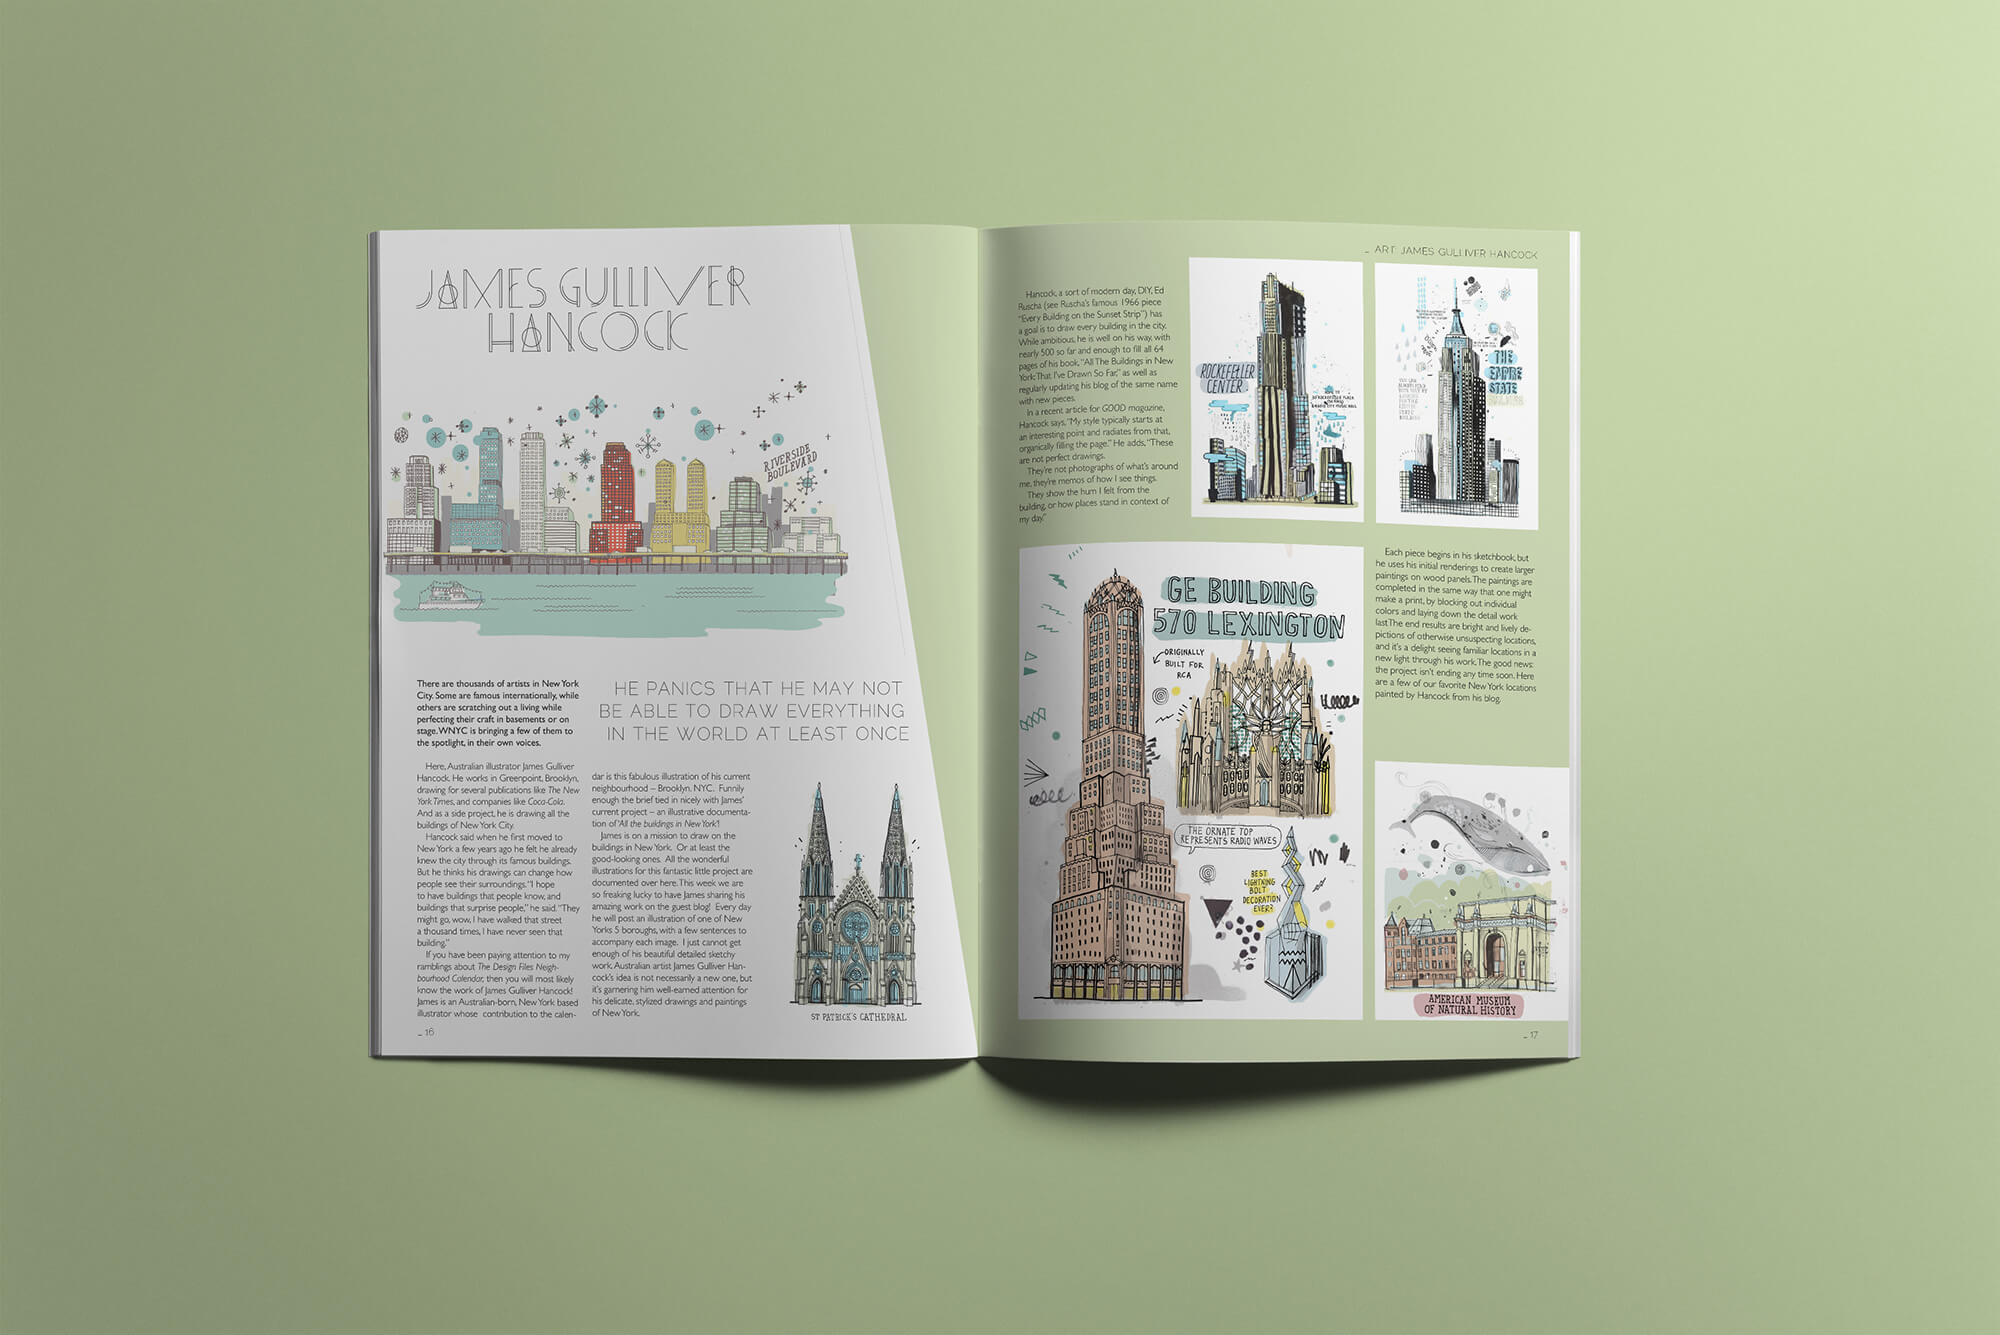 JAMES GULLIVER
HANCOCK
RIVERSIDE
BOULEVARD
There are thousands of artists in New York
City. Some are famous internationally, while
others are scratching out a living while
perfecting their craft in basements or on
stage. WNYC is bringing a few of them to
the spotlight, in their own voices.
HE PANICS THAT HE MAY NOT
BE ABLE TO DRAW EVERYTHING
IN THE WORLD AT LEAST ONCE
Here, Australian illustrator James Gulliver
Hancock. He works in Greenpoint, Brooklyn,
drawing for several publications like The New
York Times, and companies like Coca-Cola.
And as a side project, he is drawing all the
buildings of New York City.
Hancock said when he first moved to
New York a few years ago he felt he already
knew the city through its famous buildings.
But he thinks his drawings can change how
people see their surroundings. "I hope
to have buildings that people know, and
buildings that surprise people," he said. "They
might go, wow, I have walked that street
a thousand times, I have never seen that
building."
If you have been paying attention to my
ramblings about The Design Files Neigh-
bourhood Calendar, then you will most likely
know the work of James Gulliver Hancock!
James is an Australian-born, New York based
illustrator whose contribution to the calen-
dar is this fabulous illustration of his current
neighbourhood – Brooklyn. NYC. Funnily
enough the brief tied in nicely with James'
current project – an illustrative documenta-
tion of 'All the buildings in New York'!
James is on a mission to draw on the
buildings in New York. Or at least the
good-looking ones. All the wonderful
illustrations for this fantastic little project are
documented over here. This week we are
so freaking lucky to have James sharing his
amazing work on the guest blog! Every day
he will post an illustration of one of New
Yorks 5 boroughs, with a few sentences to
accompany each image. I just cannot get
enough of his beautiful detailed sketchy
work. Australian artist James Gulliver Han-
cock's idea is not necessarily a new one, but
it's garnering him well-earned attention for
his delicate, stylized drawings and paintings
of New York.
ST PATRICK'S CATHEDRAL
_ 16
_ ART: JAMES GULLIVER HANCOCK
Hancock, a sort of modern day, DIY, Ed
Ruscha (see Ruscha's famous 1966 piece
"Every Building on the Sunset Strip") has
a goal is to draw every building in the city.
While ambitious, he is well on his way, with
nearly 500 so far and enough to fill all 64
pages of his book, "All The Buildings in New
York: That I've Drawn So Far," as well as
regularly updating his blog of the same name
with new pieces.
In a recent article for GOOD magazine,
Hancock says, "My style typically starts at
an interesting point and radiates from that,
organically filling the page." He adds, "These
are not perfect drawings.
They're not photographs of what's around
me, they're memos of how I see things.
They show the hum I felt from the
building, or how places stand in context of
my day."
ROCKEFELLER
CENTER
THE
EMPIRE
STATE
BUILDING
GE BUILDING
570 LEXINGTON
ORIGINALLY
BUILT FOR
RCA
THE ORNATE TOP
REPRESENTS RADIO WAVES
BEST
LIGHTNING
BOLT
DECORATION
EVER?
Each piece begins in his sketchbook, but
he uses his initial renderings to create larger
paintings on wood panels. The paintings are
completed in the same way that one might
make a print, by blocking out individual
colors and laying down the detail work
last. The end results are bright and lively de-
pictions of otherwise unsuspecting locations,
and it's a delight seeing familiar locations in a
new light through his work. The good news:
the project isn't ending any time soon. Here
are a few of our favorite New York locations
painted by Hancock from his blog.
AMERICAN MUSEUM
OF NATURAL HISTORY
_ 17